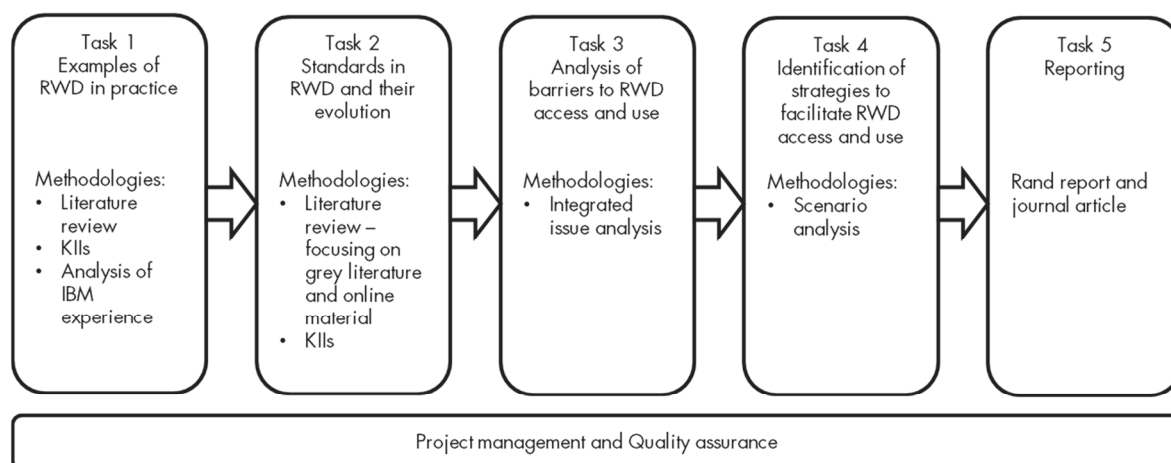 Task 1
Examples of
RWD in practice
Methodologies:
• Literature
review
• KIIs
• Analysis of
IBM
experience
Task 2
Standards in
RWD and their
evolution
Methodologies:
• Literature
review –
focusing on
grey literature
and online
material
• KIIs
Task 3
Analysis of
barriers to RWD
access and use
Methodologies:
• Integrated
issue analysis
Task 4
Identification of
strategies to
facilitate RWD
access and use
Methodologies:
• Scenario
analysis
Task 5
Reporting
Rand report and
journal article
Project management and Quality assurance